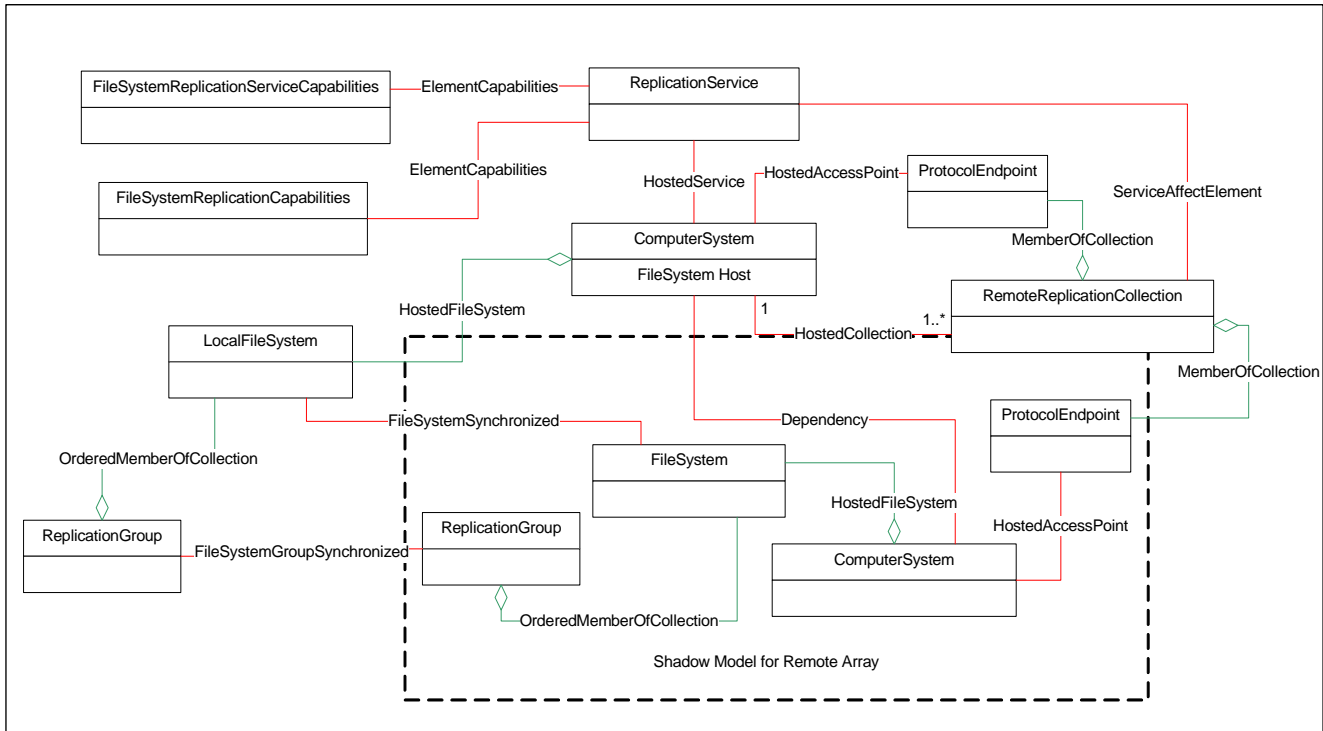 FileSystemReplicationServiceCapabilities
ElementCapabilities
ReplicationService
ElementCapabilities
HostedService
HostedAccessPoint
ProtocolEndpoint
ServiceAffectElement
FileSystemReplicationCapabilities
MemberOfCollection
ComputerSystem
FileSystem Host
HostedFileSystem
RemoteReplicationCollection
1
1..*
HostedCollection
LocalFileSystem
MemberOfCollection
FileSystemSynchronized
Dependency
ProtocolEndpoint
OrderedMemberOfCollection
FileSystem
HostedFileSystem
HostedAccessPoint
ReplicationGroup
FileSystemGroupSynchronized
ReplicationGroup
ComputerSystem
OrderedMemberOfCollection
Shadow Model for Remote Array